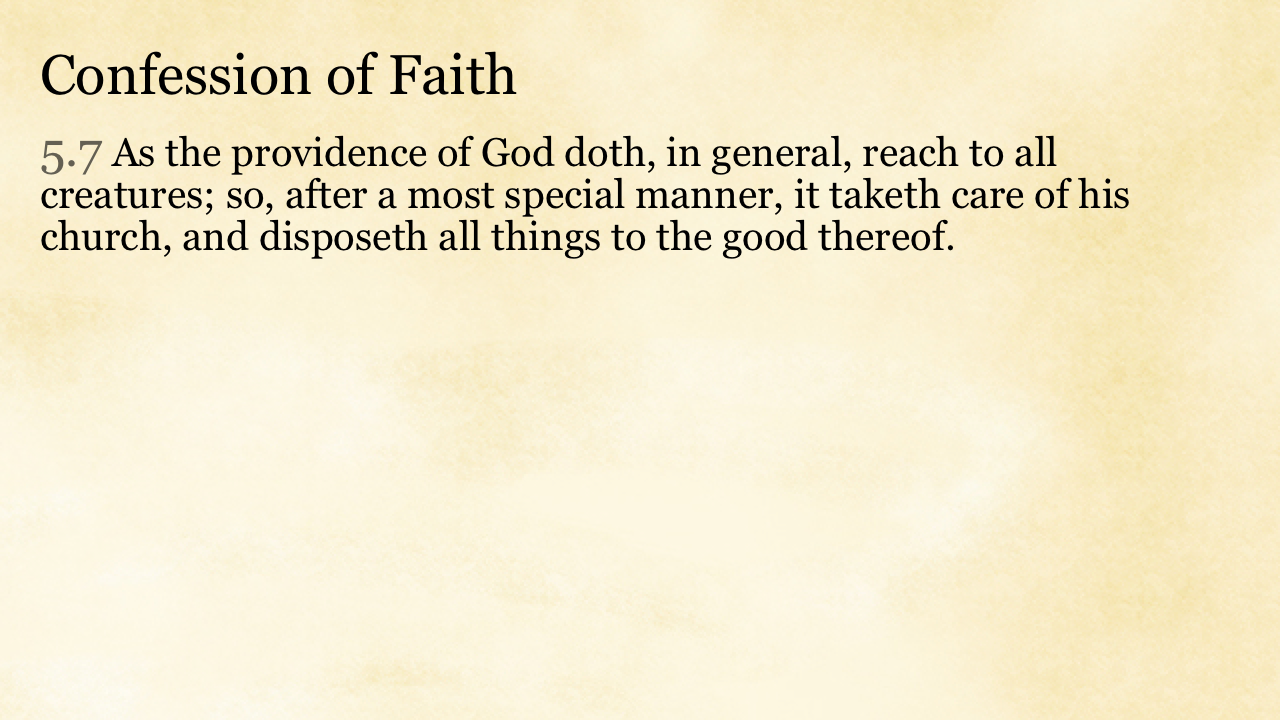 Confession of Faith
5.7 As the providence of God doth, in general, reach to all
creatures; so, after a most special manner, it taketh care of his
church, and disposeth all things to the good thereof.